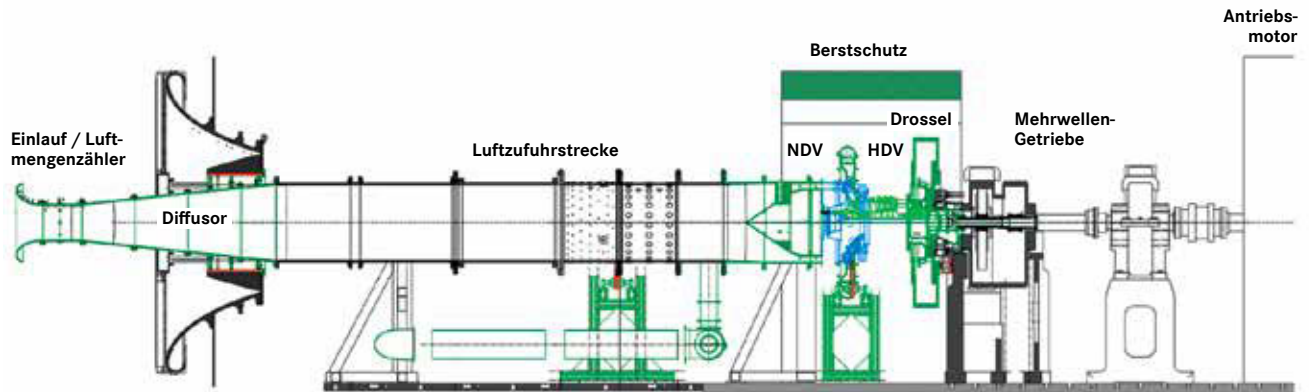 Antriebs-
motor
Berstschutz
Drossel
Mehrwellen-
Getriebe
Einlauf / Luft-
mengenzähler
Luftzufuhrstrecke
NDV
HDV
Diffusor